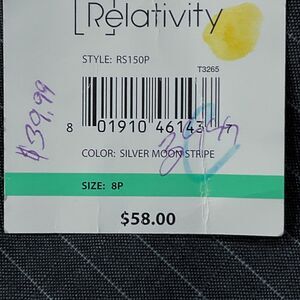 [Relativity
STYLE: RS150P
T3265
8 01910 46143
COLOR: SILVER MOON STRIPE
$39.99
SIZE: 8P
$58.00